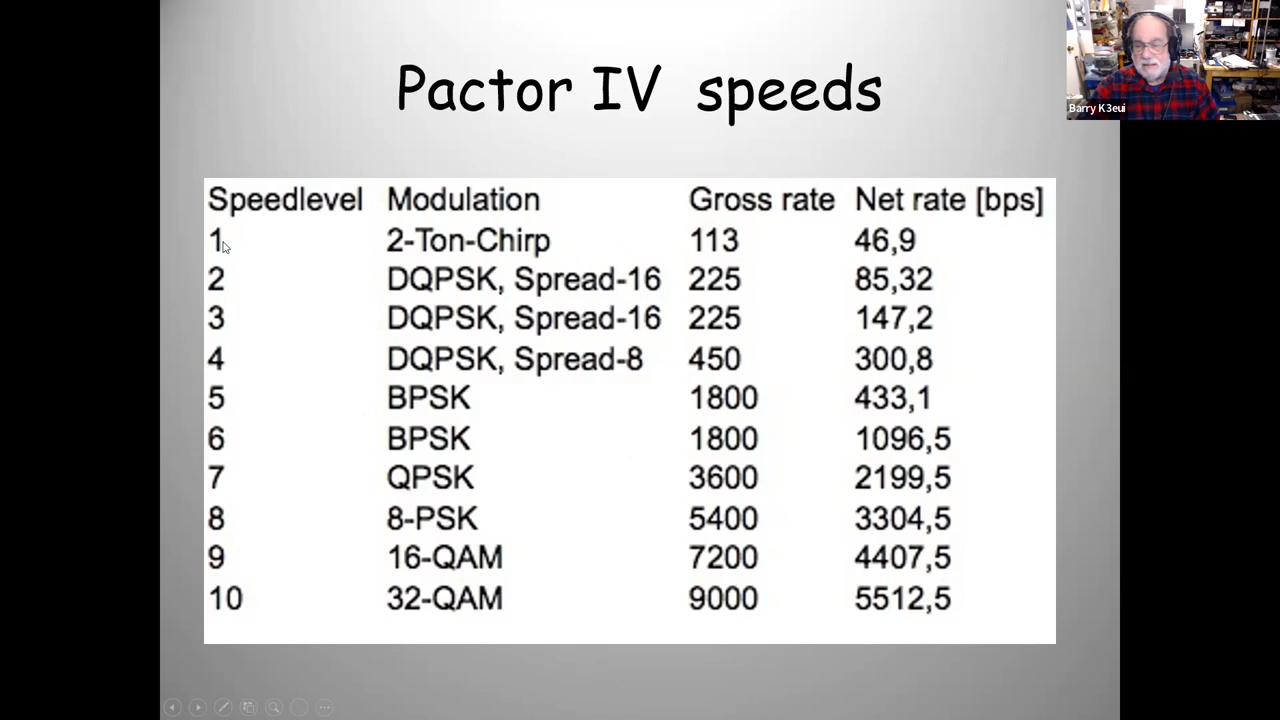 Pactor IV speeds
Barry K3eui
Speedlevel Modulation Gross rate Net rate [bps]
1 2-Ton-Chirp 113 46,9
2 DQPSK, Spread-16 225 85,32
3 DQPSK, Spread-16 225 147,2
4 DQPSK, Spread-8 450 300,8
5 BPSK 1800 433,1
6 BPSK 1800 1096,5
7 QPSK 3600 2199,5
8 8-PSK 5400 3304,5
9 16-QAM 7200 4407,5
10 32-QAM 9000 5512,5